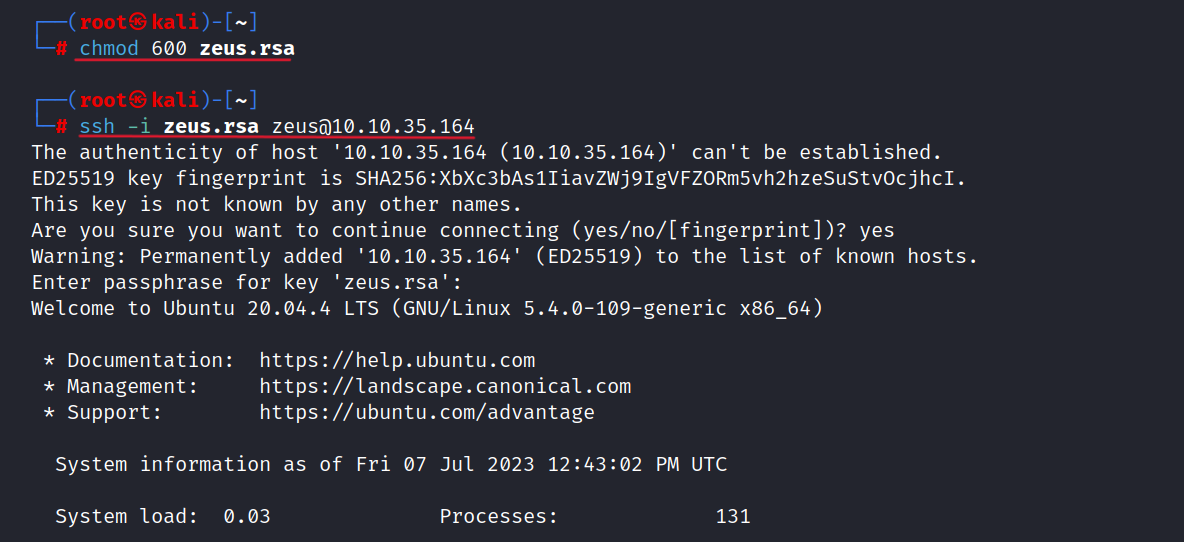 ┌──(root㉿kali)-[~]
└─# chmod 600 zeus.rsa
┌──(root㉿kali)-[~]
└─# ssh -i zeus.rsa zeus@10.10.35.164
The authenticity of host '10.10.35.164 (10.10.35.164)' can't be established.
ED25519 key fingerprint is SHA256:XbXc3bAs1IiavZWj9IgVFZORm5vh2hzeSuStvOcjhcI.
This key is not known by any other names.
Are you sure you want to continue connecting (yes/no/[fingerprint])? yes
Warning: Permanently added '10.10.35.164' (ED25519) to the list of known hosts.
Enter passphrase for key 'zeus.rsa':
Welcome to Ubuntu 20.04.4 LTS (GNU/Linux 5.4.0-109-generic x86_64)
* Documentation:  https://help.ubuntu.com
* Management:     https://landscape.canonical.com
* Support:        https://ubuntu.com/advantage
System information as of Fri 07 Jul 2023 12:43:02 PM UTC
System load:  0.03              Processes:             131